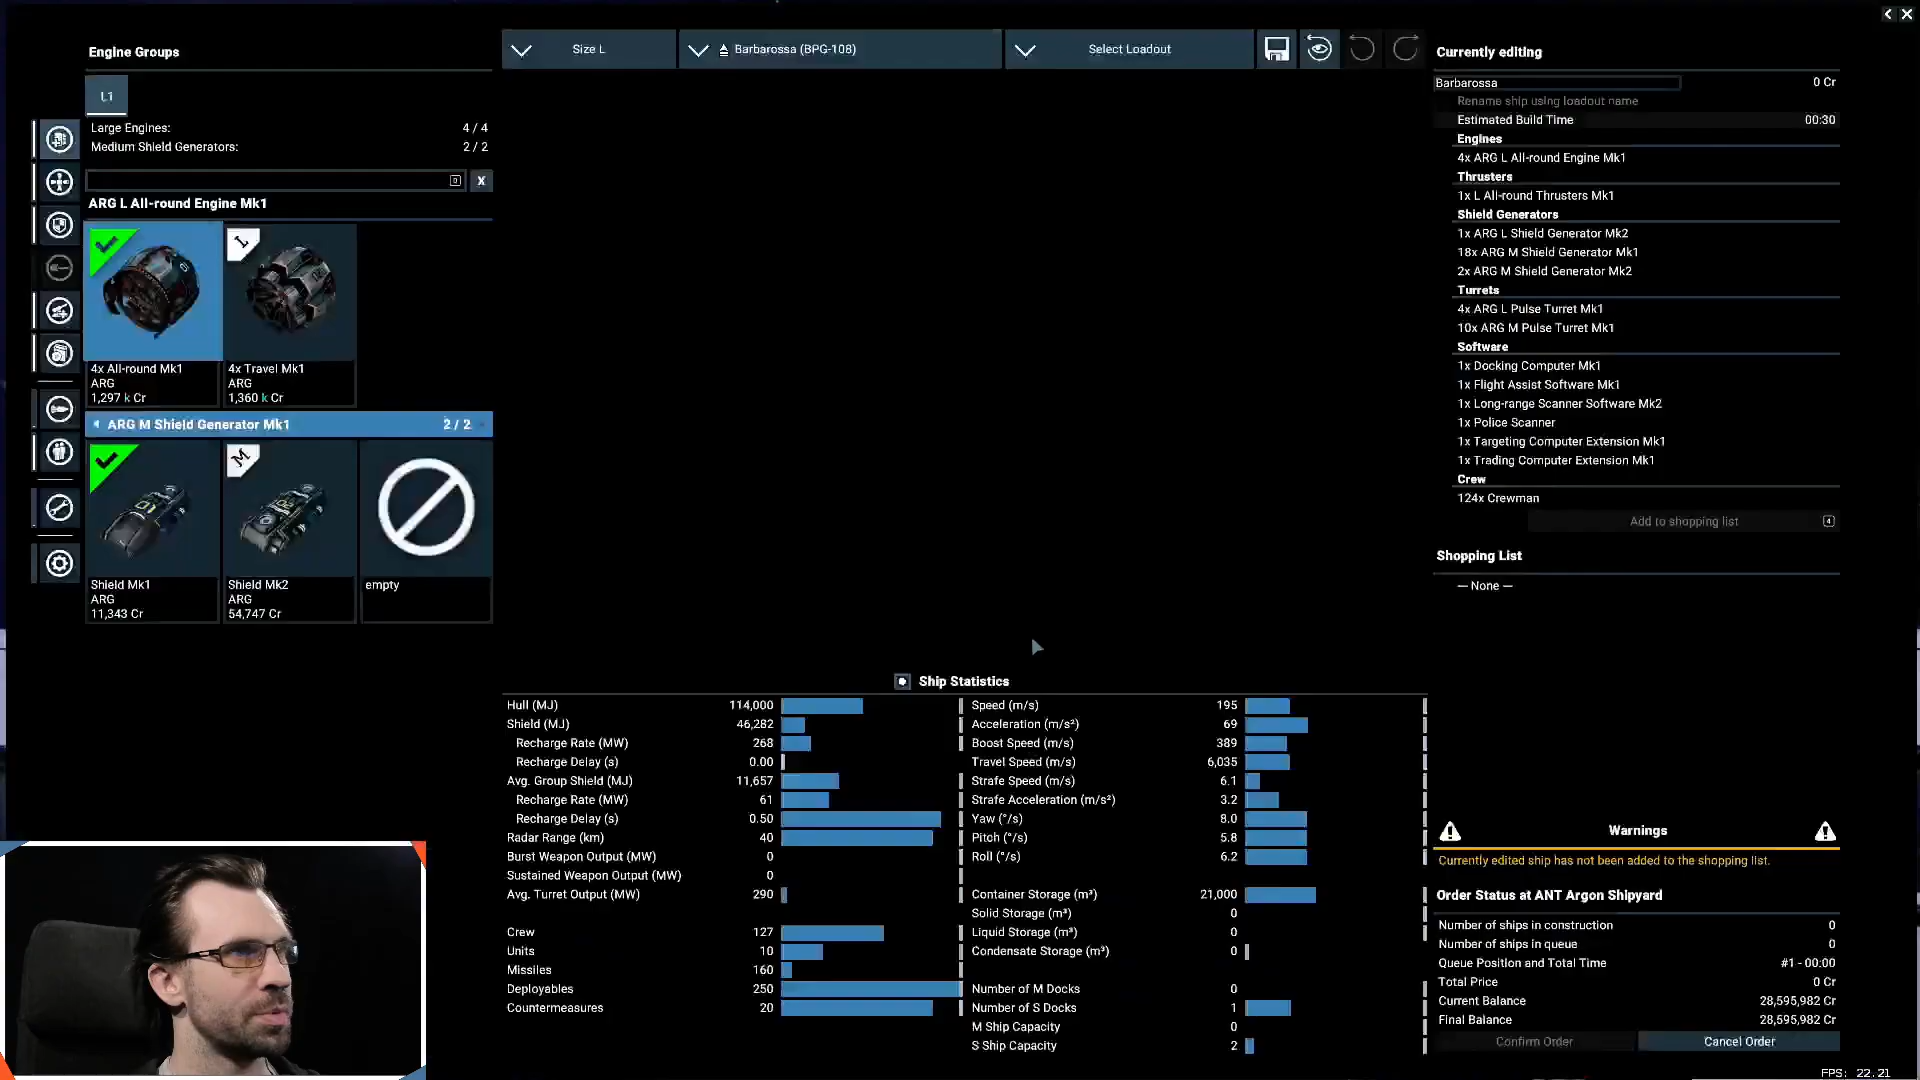 Engine Groups
L1
Large Engines: 4 / 4
Medium Shield Generators: 2 / 2
X
ARG L All-round Engine Mk1
L
4x All-round Mk1
ARG
1,297 k Cr
4x Travel Mk1
ARG
1,360 k Cr
ARG M Shield Generator Mk1 2 / 2
M
Shield Mk1
ARG
11,343 Cr
Shield Mk2
ARG
54,747 Cr
empty
Size L
Barbarossa (BPG-108)
Select Loadout
Ship Statistics
Hull (MJ) 114,000
Shield (MJ) 46,282
Recharge Rate (MW) 268
Recharge Delay (s) 0.00
Avg. Group Shield (MJ) 11,657
Recharge Rate (MW) 61
Recharge Delay (s) 0.50
Radar Range (km) 40
Burst Weapon Output (MW) 0
Sustained Weapon Output (MW) 0
Avg. Turret Output (MW) 290
Crew 127
Units 10
Missiles 160
Deployables 250
Countermeasures 20
Speed (m/s) 195
Acceleration (m/s²) 69
Boost Speed (m/s) 389
Travel Speed (m/s) 6,035
Strafe Speed (m/s) 6.1
Strafe Acceleration (m/s²) 3.2
Yaw (°/s) 8.0
Pitch (°/s) 5.8
Roll (°/s) 6.2
Container Storage (m³) 21,000
Solid Storage (m³) 0
Liquid Storage (m³) 0
Condensate Storage (m³) 0
Number of M Docks 0
Number of S Docks 1
M Ship Capacity 0
S Ship Capacity 2
Currently editing
Barbarossa 0 Cr
Rename ship using loadout name
Estimated Build Time 00:30
Engines
4x ARG L All-round Engine Mk1
Thrusters
1x L All-round Thrusters Mk1
Shield Generators
1x ARG L Shield Generator Mk2
18x ARG M Shield Generator Mk1
2x ARG M Shield Generator Mk2
Turrets
4x ARG L Pulse Turret Mk1
10x ARG M Pulse Turret Mk1
Software
1x Docking Computer Mk1
1x Flight Assist Software Mk1
1x Long-range Scanner Software Mk2
1x Police Scanner
1x Targeting Computer Extension Mk1
1x Trading Computer Extension Mk1
Crew
124x Crewman
Add to shopping list
Shopping List
— None —
Warnings
Currently edited ship has not been added to the shopping list.
Order Status at ANT Argon Shipyard
Number of ships in construction 0
Number of ships in queue 0
Queue Position and Total Time #1 - 00:00
Total Price 0 Cr
Current Balance 28,595,982 Cr
Final Balance 28,595,982 Cr
Confirm Order
Cancel Order
FPS: 22.21